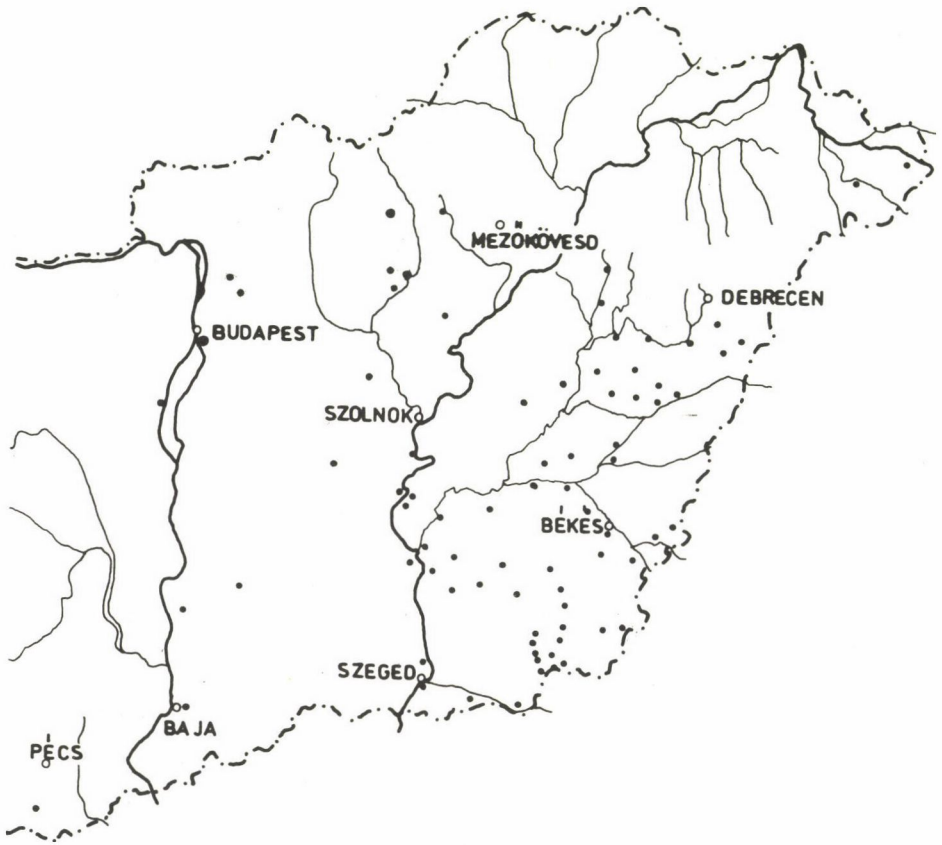 MEZŐKÖVESD
DEBRECEN
BUDAPEST
SZOLNOK
BÉKÉS
SZEGED
BAJA
PÉCS